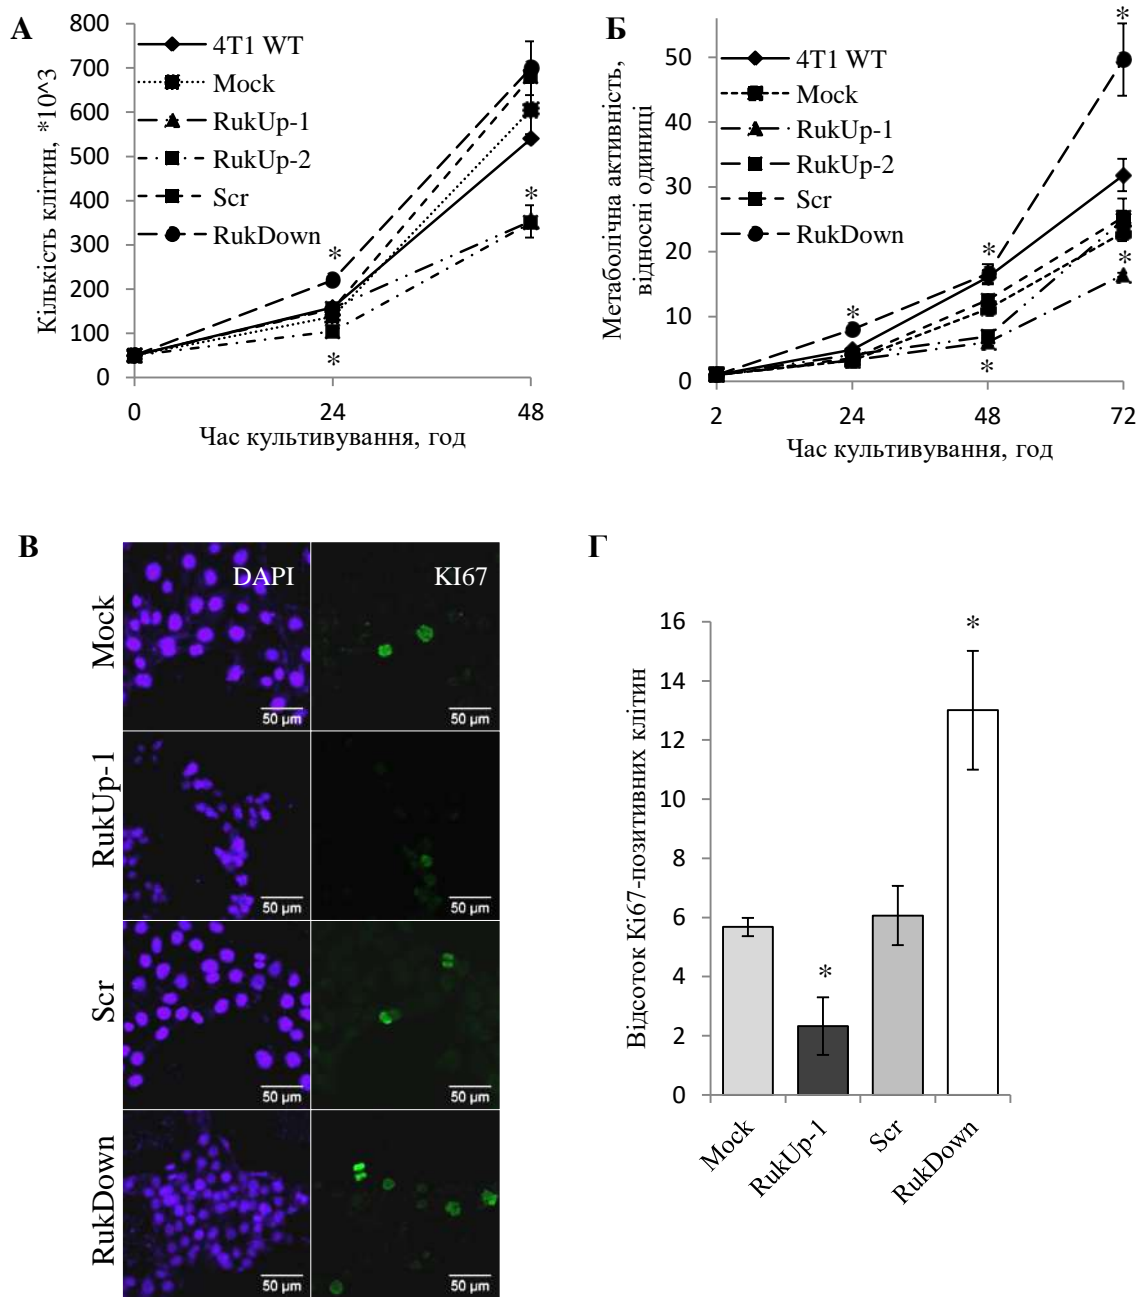 А
Кількість клітин, *10^3
800
700
600
500
400
300
200
100
0
4T1 WT
Mock
RukUp-1
RukUp-2
Scr
RukDown
*
*
*
0
24
48
Час культивування, год
Б
Метаболічна активність,
відносні одиниці
50
40
30
20
10
0
4T1 WT
Mock
RukUp-1
RukUp-2
Scr
RukDown
*
*
*
*
*
2
24
48
72
Час культивування, год
В
DAPI
KI67
Mock
50 µm
50 µm
RukUp-1
50 µm
50 µm
Scr
50 µm
50 µm
RukDown
50 µm
50 µm
Г
Відсоток Ki67-позитивних клітин
16
14
12
10
8
6
4
2
0
*
*
Mock
RukUp-1
Scr
RukDown